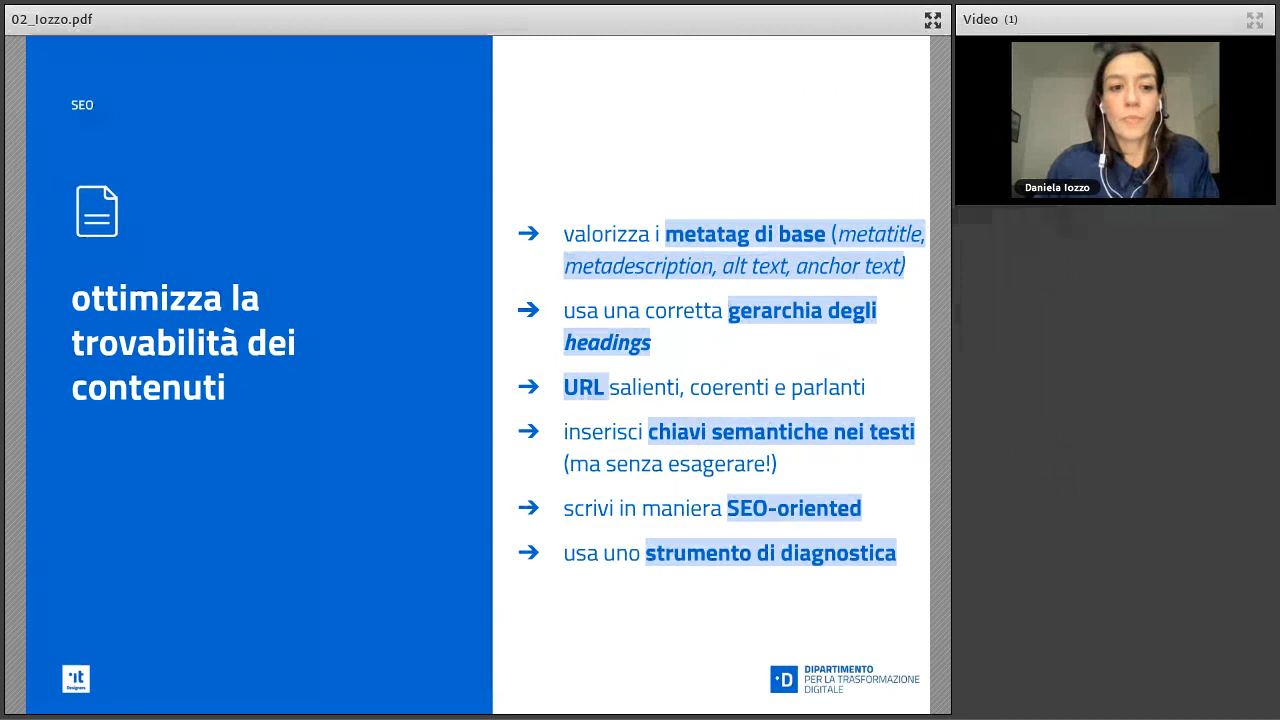 02_Iozzo.pdf
Video (1)
SEO
ottimizza la
trovabilità dei
contenuti
➔ valorizza i metatag di base (metatitle,
metadescription, alt text, anchor text)
➔ usa una corretta gerarchia degli
headings
➔ URL salienti, coerenti e parlanti
➔ inserisci chiavi semantiche nei testi
(ma senza esagerare!)
➔ scrivi in maniera SEO-oriented
➔ usa uno strumento di diagnostica
·it
Designers
·D
DIPARTIMENTO
PER LA TRASFORMAZIONE
DIGITALE
Daniela Iozzo